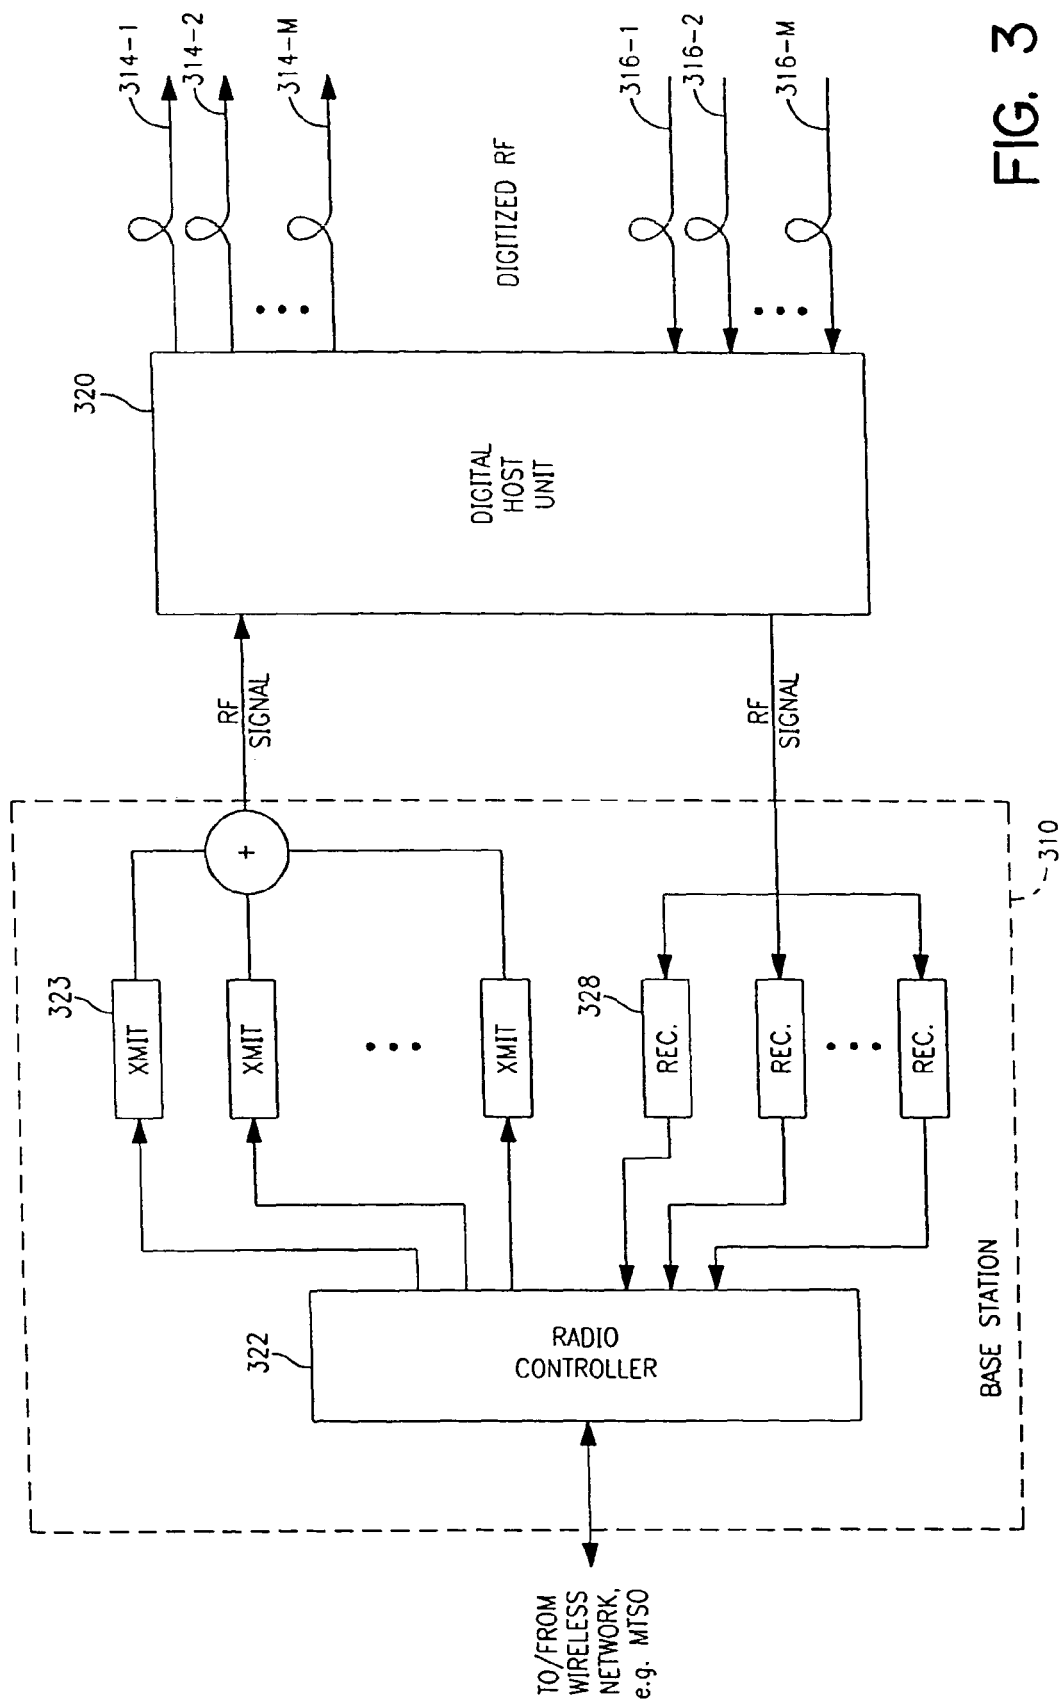 314-1
314-2
314-M
316-1
316-2
316-M
DIGITIZED RF
320
DIGITAL
HOST
UNIT
RF
SIGNAL
RF
SIGNAL
+
323
XMIT
XMIT
XMIT
328
REC.
REC.
REC.
322
RADIO
CONTROLLER
BASE STATION
310
TO/FROM
WIRELESS
NETWORK,
e.g. MTSO
FIG. 3